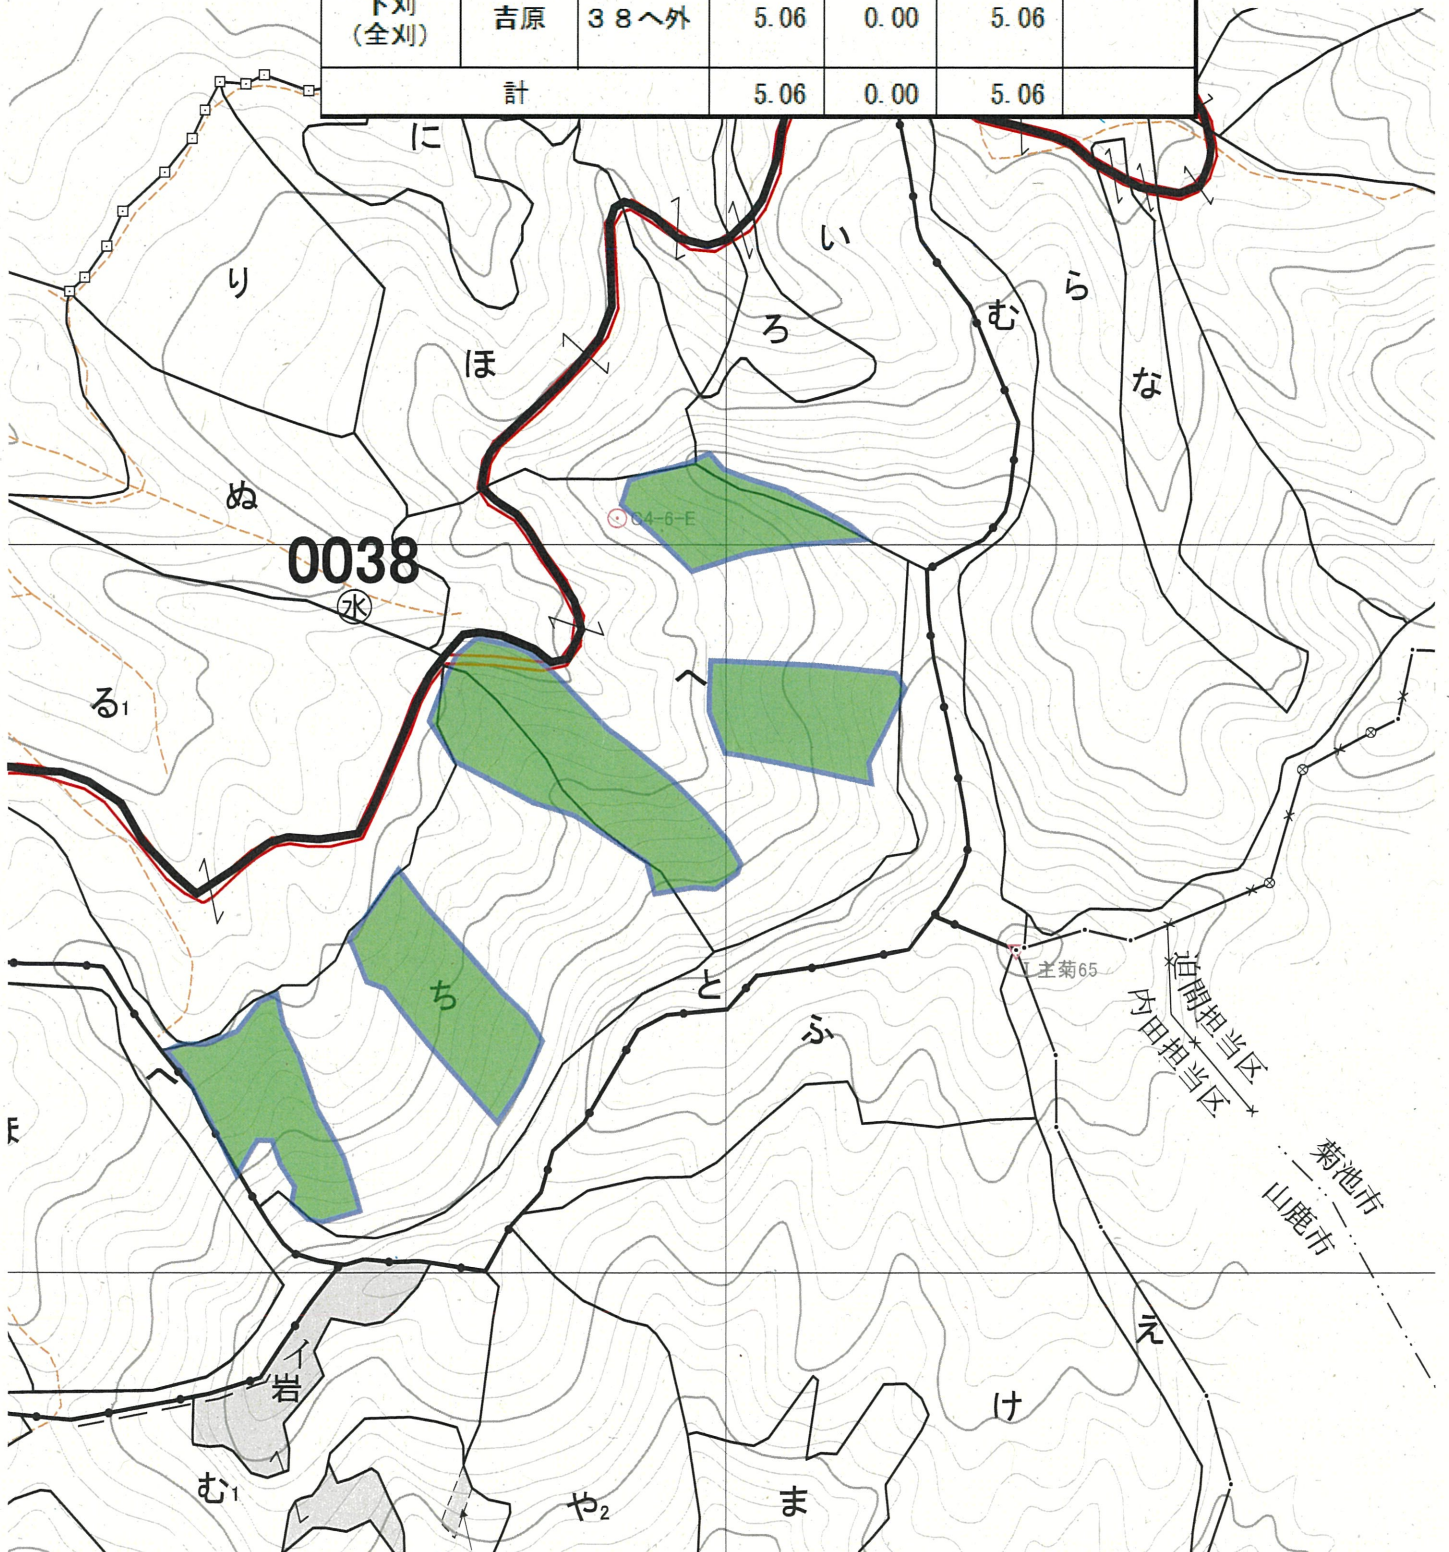 下刈
(全刈)
吉原
38へ外
5.06
0.00
5.06
計
5.06
0.00
5.06
に
い
ら
り
む
ろ
ほ
な
ぬ
C4-6-E
0038
水
へ
る1
ち
と
主菊65
迫間担当区
内田担当区
ふ
へ
ほ
菊池市
山鹿市
え
イ
岩
け
む1
や2
ま